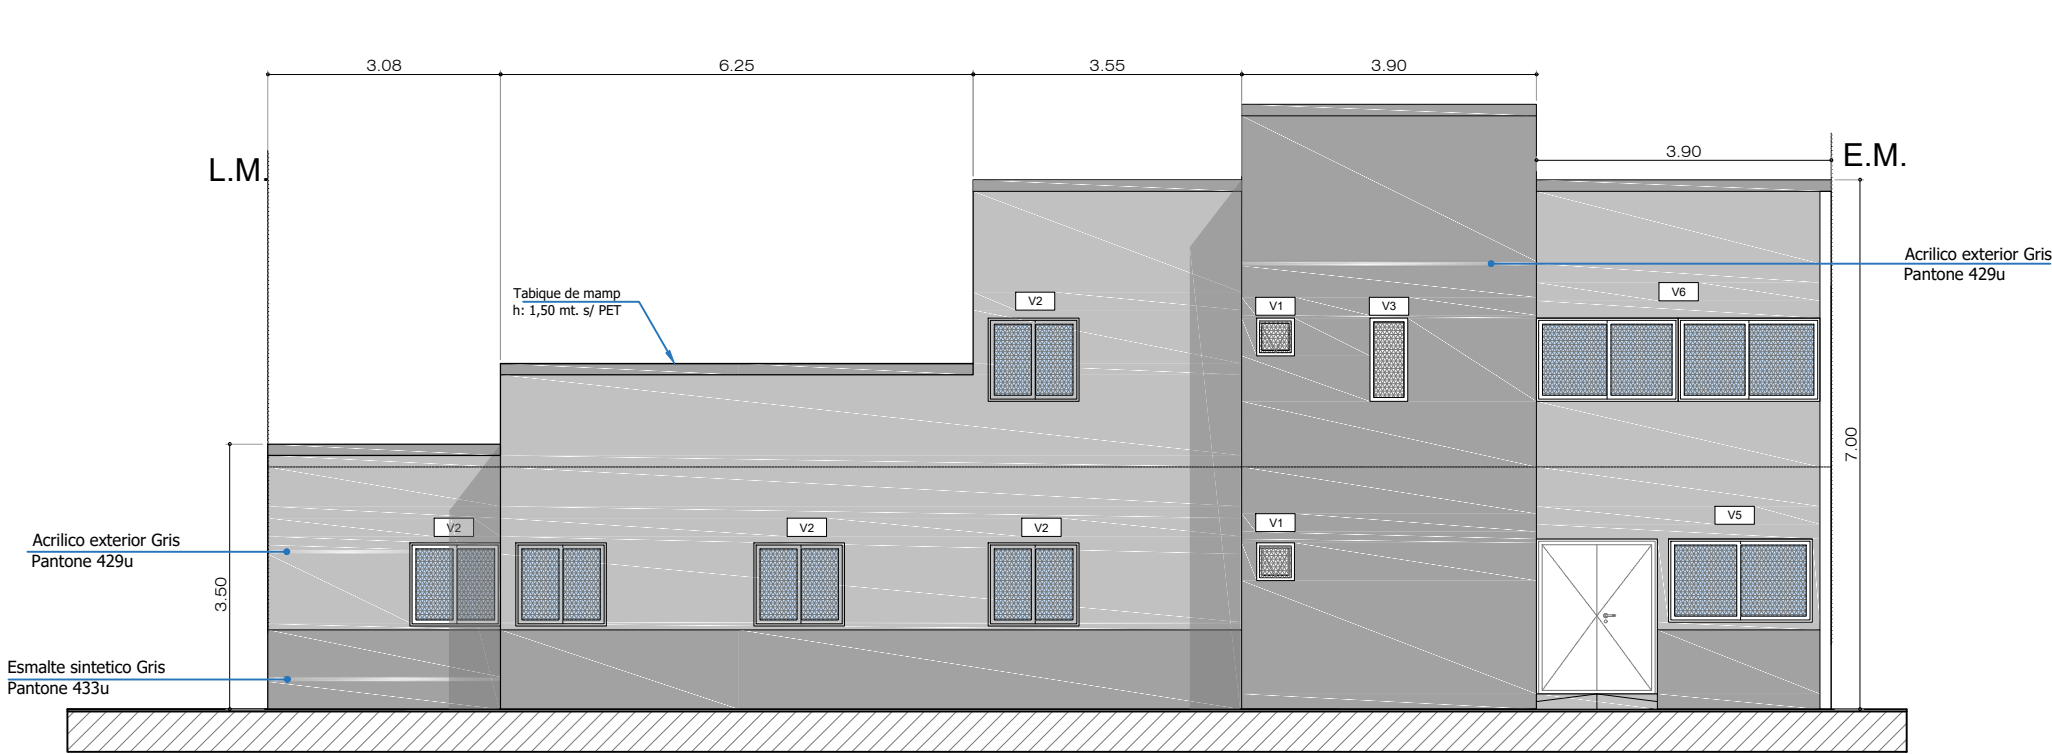 3.08
6.25
3.55
3.90
3.90
L.M.
E.M.
Acrilico exterior Gris
Pantone 429u
Tabique de mamp
h: 1,50 mt. s/ PET
V2
V1
V3
V6
7.00
V2
V2
V2
V1
V5
Acrilico exterior Gris
Pantone 429u
3.50
Esmalte sintetico Gris
Pantone 433u